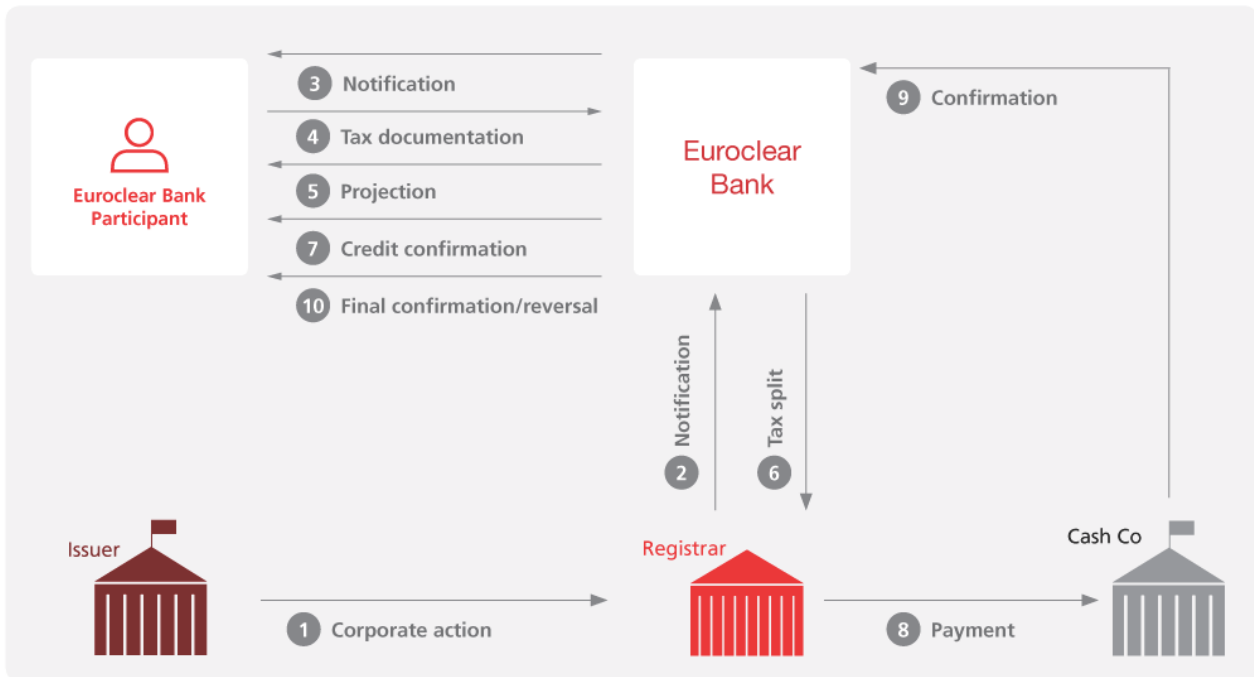 3 Notification
4 Tax documentation
5 Projection
7 Credit confirmation
10 Final confirmation/reversal
Euroclear Bank
Participant
Euroclear
Bank
9 Confirmation
2 Notification
6 Tax split
Issuer
Registrar
Cash Co
1 Corporate action
8 Payment